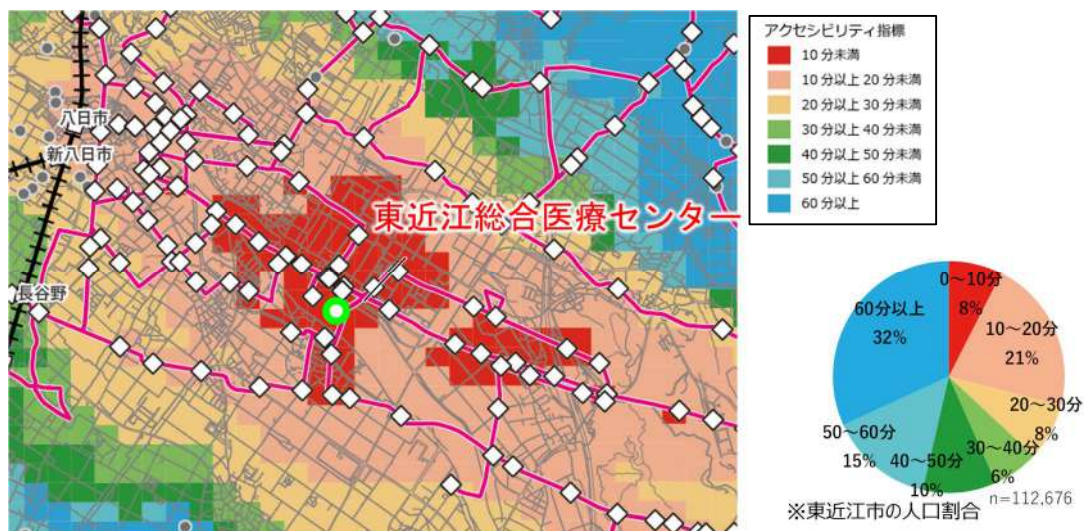 八日市
新八日市
長谷野
東近江総合医療センター
アクセシビリティ指標
10分未満
10分以上20分未満
20分以上30分未満
30分以上40分未満
40分以上50分未満
50分以上60分未満
60分以上
0～10分
8%
10～20分
21%
20～30分
8%
30～40分
6%
40～50分
10%
50～60分
15%
60分以上
32%
n=112,676
※東近江市の人口割合